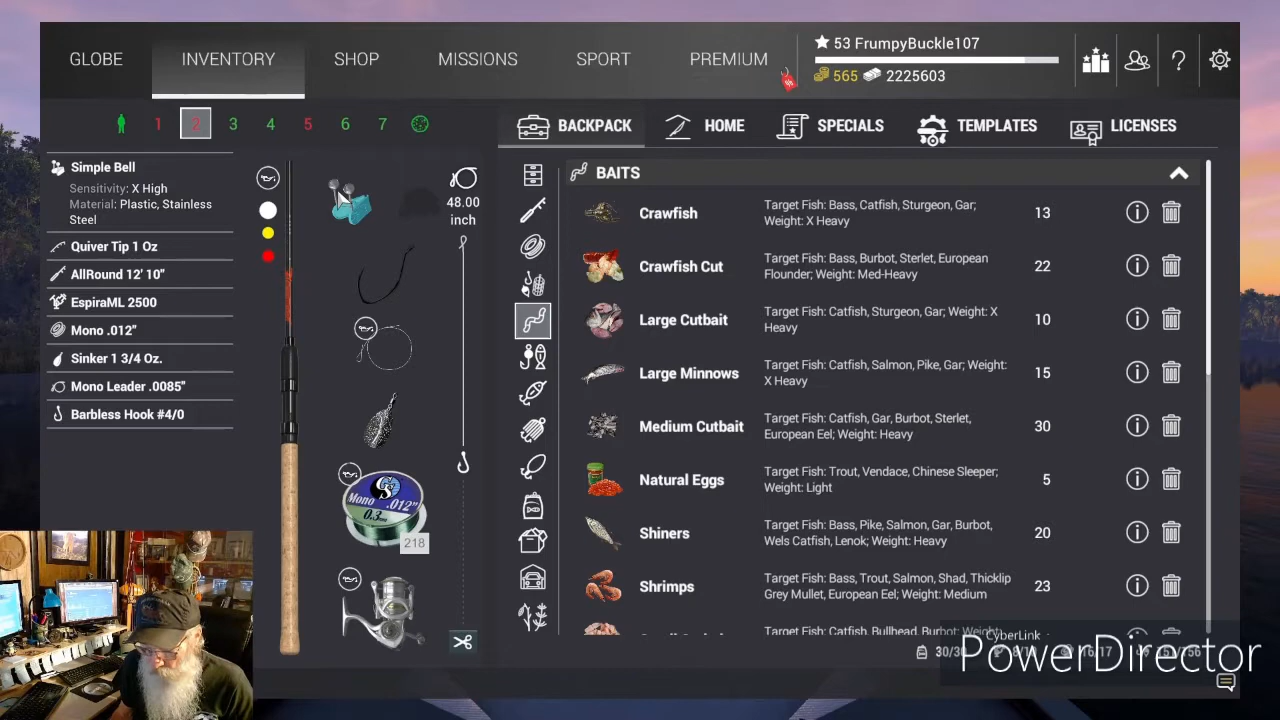 GLOBE
INVENTORY
SHOP
MISSIONS
SPORT
PREMIUM
53 FrumpyBuckle107
565 2225603
1 2 3 4 5 6 7
BACKPACK
HOME
SPECIALS
TEMPLATES
LICENSES
Simple Bell
Sensitivity: X High
Material: Plastic, Stainless
Steel
Quiver Tip 1 Oz
AllRound 12' 10"
EspiraML 2500
Mono .012"
Sinker 1 3/4 Oz.
Mono Leader .0085"
Barbless Hook #4/0
48.00
inch
Mono .012"
0.3mm
218
BAITS
Crawfish
Target Fish: Bass, Catfish, Sturgeon, Gar;
Weight: X Heavy
13
Crawfish Cut
Target Fish: Bass, Burbot, Sterlet, European
Flounder; Weight: Med-Heavy
22
Large Cutbait
Target Fish: Catfish, Sturgeon, Gar; Weight: X
Heavy
10
Large Minnows
Target Fish: Catfish, Salmon, Pike, Gar; Weight:
X Heavy
15
Medium Cutbait
Target Fish: Catfish, Gar, Burbot, Sterlet,
European Eel; Weight: Heavy
30
Natural Eggs
Target Fish: Trout, Vendace, Chinese Sleeper;
Weight: Light
5
Shiners
Target Fish: Bass, Pike, Salmon, Gar, Burbot,
Wels Catfish, Lenok; Weight: Heavy
20
Shrimps
Target Fish: Bass, Trout, Salmon, Shad, Thicklip
Grey Mullet, European Eel; Weight: Medium
23
Target Fish: Catfish, Bullhead, Burbot; Weight:
CyberLink
PowerDirector